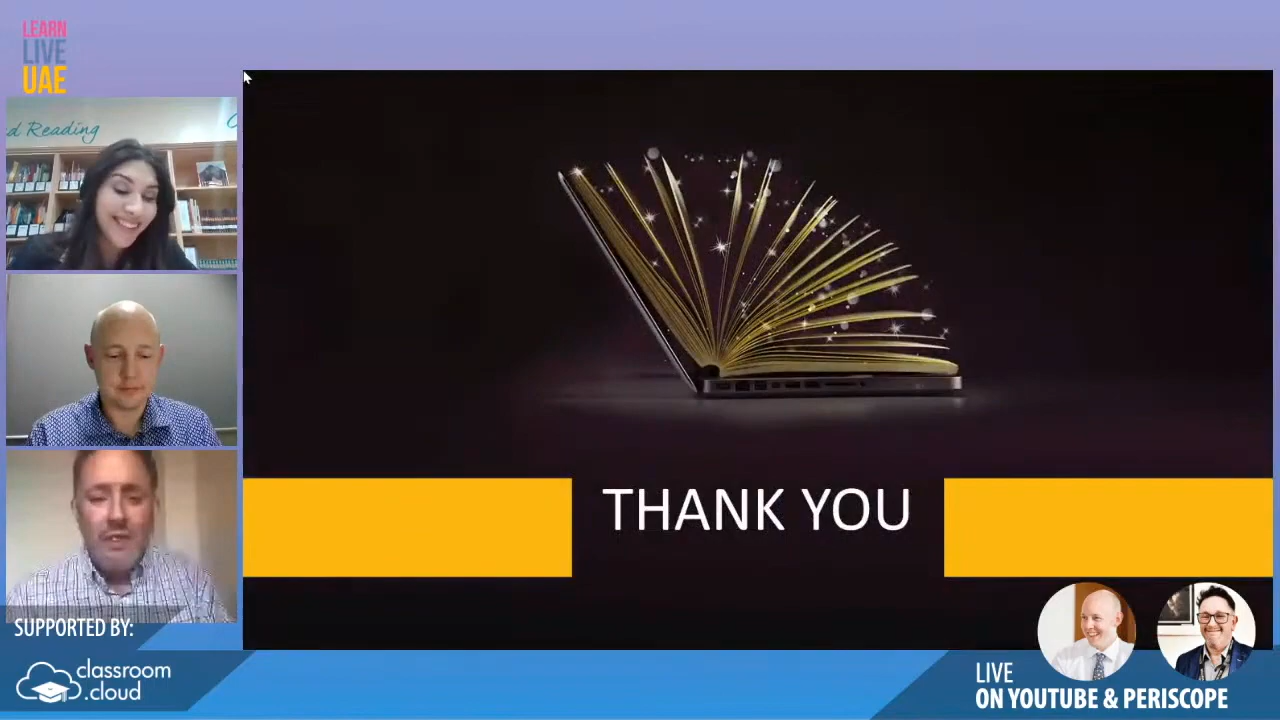 LEARN
LIVE
UAE
d Reading
THANK YOU
SUPPORTED BY:
classroom
.cloud
LIVE
ON YOUTUBE & PERISCOPE